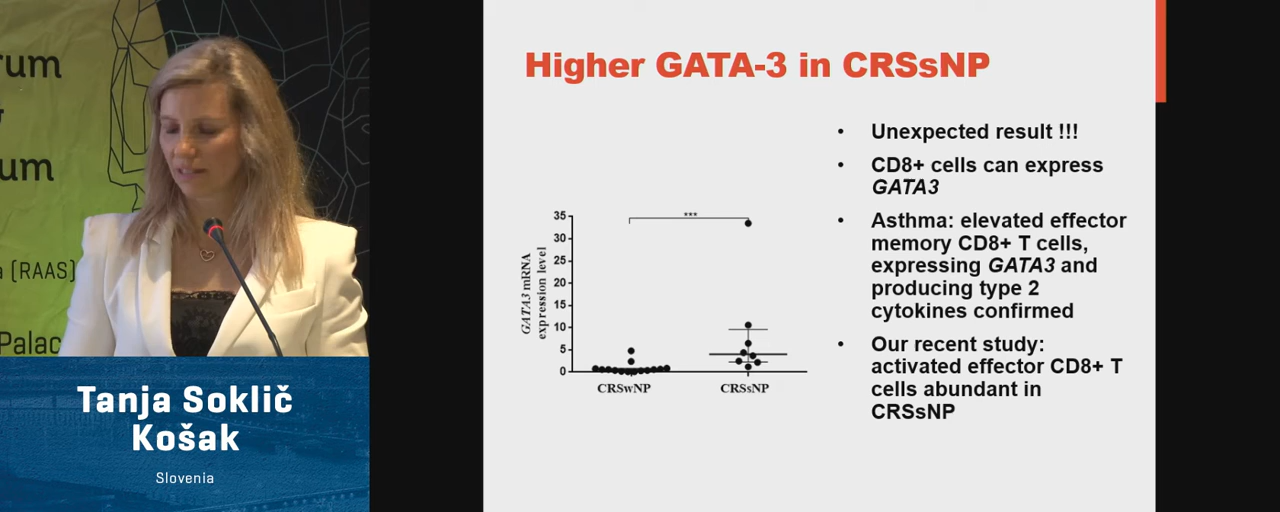 rum
um
a (RAAS)
Palac
Tanja Soklič
Košak
Slovenia
Higher GATA-3 in CRSsNP
• Unexpected result !!!
• CD8+ cells can express
GATA3
• Asthma: elevated effector
memory CD8+ T cells,
expressing GATA3 and
producing type 2
cytokines confirmed
• Our recent study:
activated effector CD8+ T
cells abundant in
CRSsNP
GATA3 mRNA
expression level
35
30
25
20
15
10
5
0
***
CRSwNP
CRSsNP